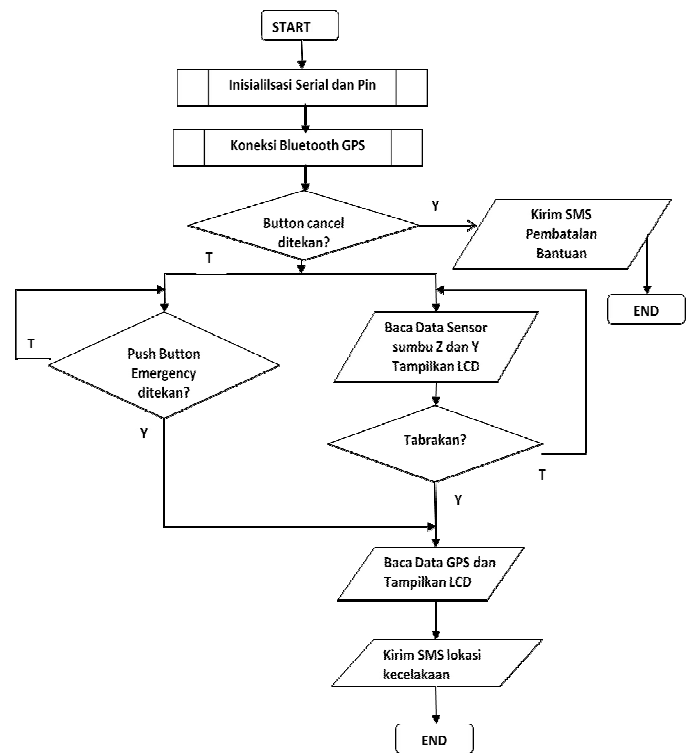 START
Inisialilsasi Serial dan Pin
Koneksi Bluetooth GPS
Button cancel
ditekan?
Y
Kirim SMS
Pembatalan
Bantuan
T
END
T
Push Button
Emergency
ditekan?
Y
Baca Data Sensor
sumbu Z dan Y
Tampilkan LCD
Tabrakan?
T
Y
Baca Data GPS dan
Tampilkan LCD
Kirim SMS lokasi
kecelakaan
END